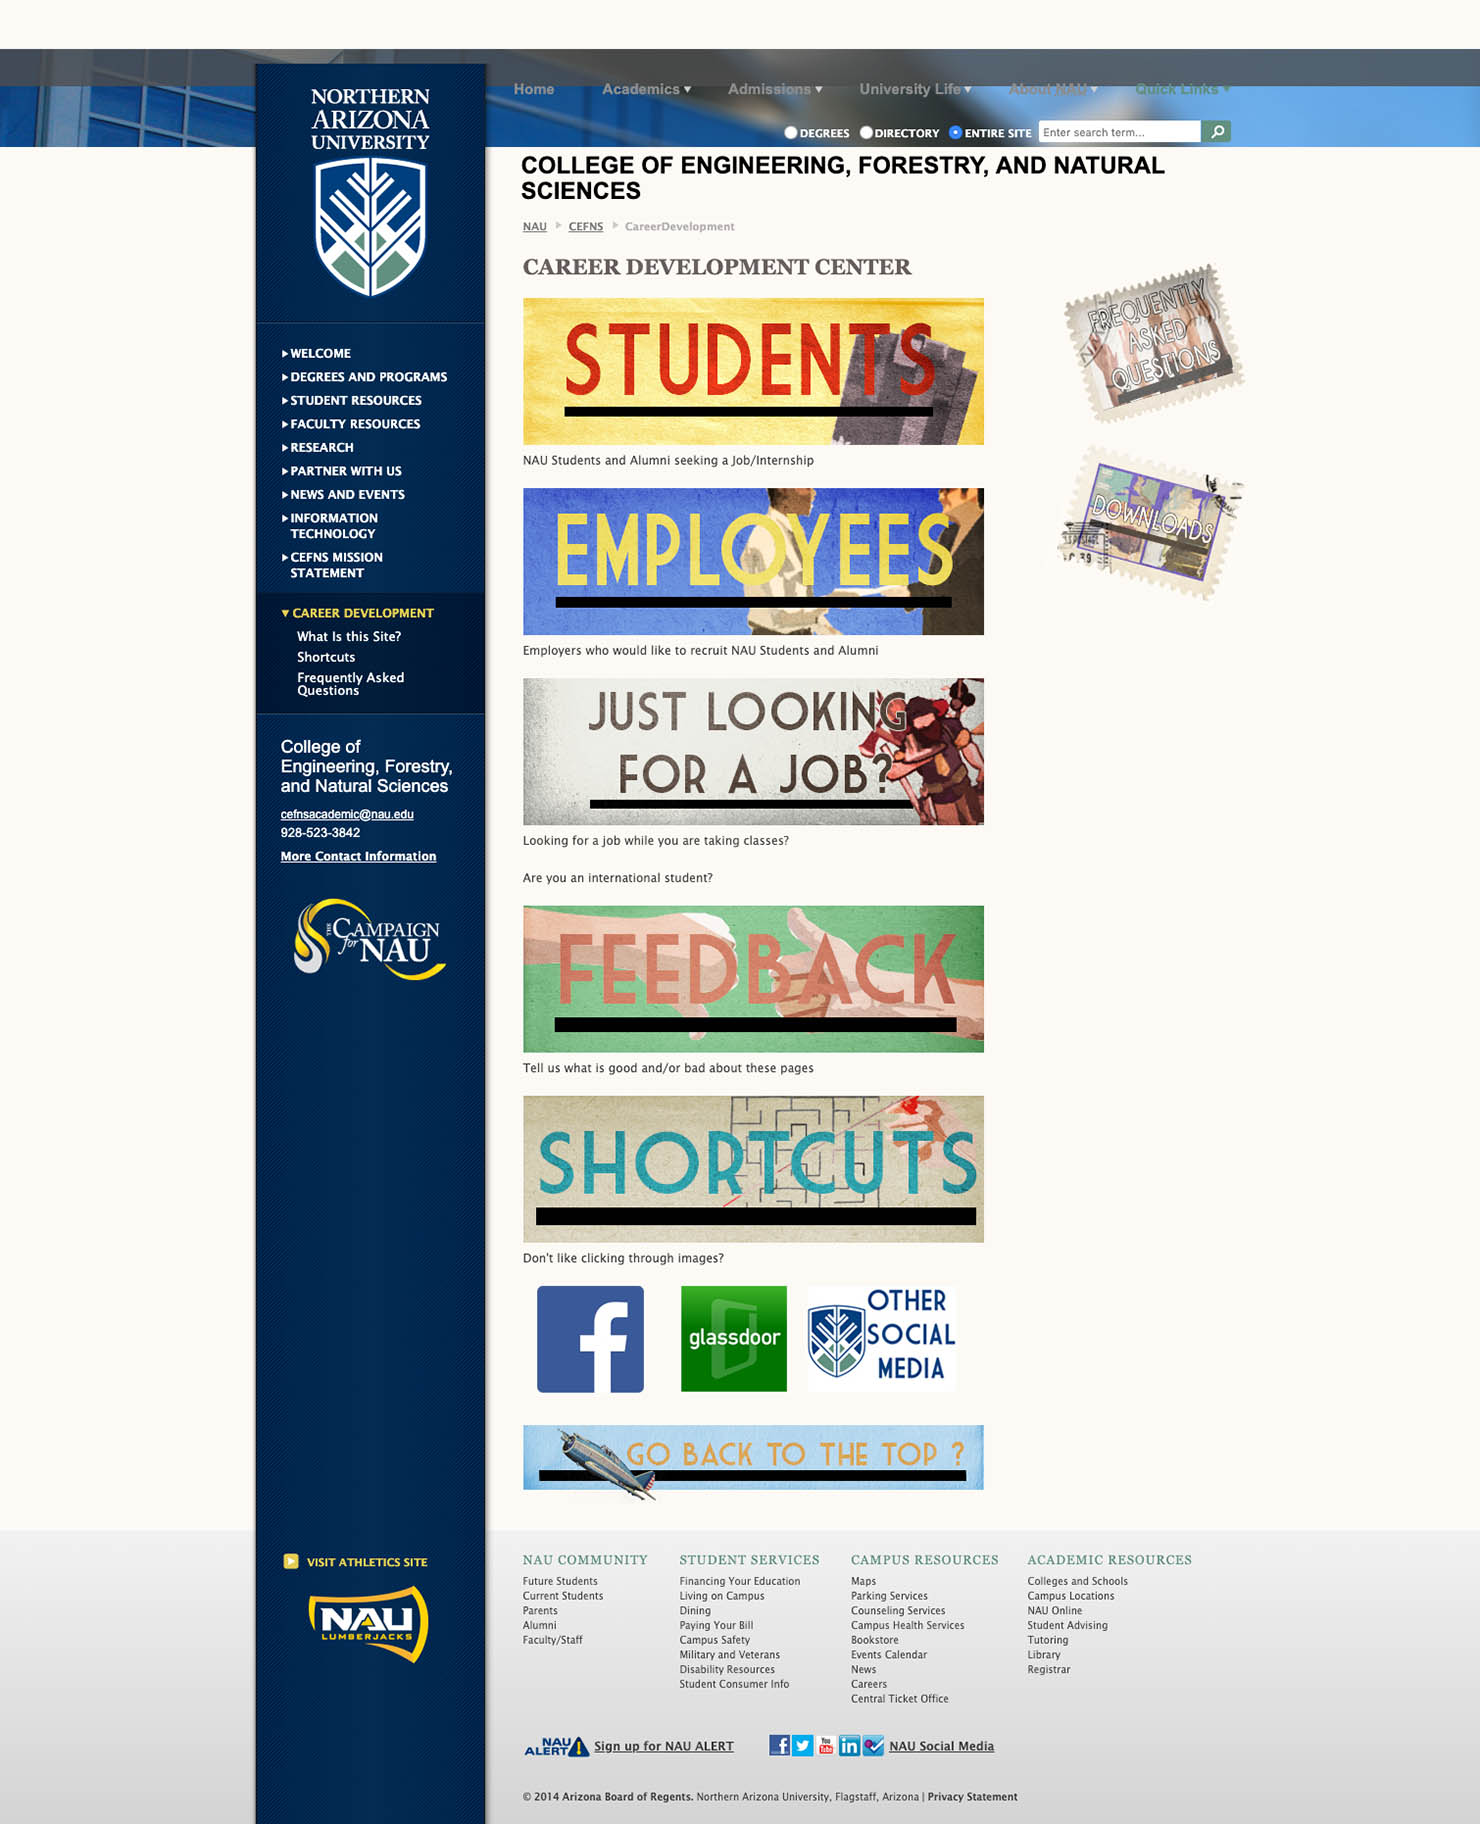 Home Academics Admissions University Life About NAU Quick Links
DEGREES DIRECTORY ENTIRE SITE Enter search term...
NORTHERN
ARIZONA
UNIVERSITY
WELCOME
DEGREES AND PROGRAMS
STUDENT RESOURCES
FACULTY RESOURCES
RESEARCH
PARTNER WITH US
NEWS AND EVENTS
INFORMATION
TECHNOLOGY
CEFNS MISSION
STATEMENT
CAREER DEVELOPMENT
What Is this Site?
Shortcuts
Frequently Asked
Questions
College of
Engineering, Forestry,
and Natural Sciences
cefnsacademic@nau.edu
928-523-3842
More Contact Information
THE CAMPAIGN
for NAU
COLLEGE OF ENGINEERING, FORESTRY, AND NATURAL
SCIENCES
NAU CEFNS CareerDevelopment
CAREER DEVELOPMENT CENTER
STUDENTS
NAU Students and Alumni seeking a Job/Internship
EMPLOYEES
Employers who would like to recruit NAU Students and Alumni
JUST LOOKING
FOR A JOB?
Looking for a job while you are taking classes?
Are you an international student?
FEEDBACK
Tell us what is good and/or bad about these pages
SHORTCUTS
Don't like clicking through images?
f
glassdoor
OTHER
SOCIAL
MEDIA
GO BACK TO THE TOP ?
FREQUENTLY
ASKED
QUESTIONS
DOWNLOADS
VISIT ATHLETICS SITE
NAU
LUMBERJACKS
NAU COMMUNITY
Future Students
Current Students
Parents
Alumni
Faculty/Staff
STUDENT SERVICES
Financing Your Education
Living on Campus
Dining
Paying Your Bill
Campus Safety
Military and Veterans
Disability Resources
Student Consumer Info
CAMPUS RESOURCES
Maps
Parking Services
Counseling Services
Campus Health Services
Bookstore
Events Calendar
News
Careers
Central Ticket Office
ACADEMIC RESOURCES
Colleges and Schools
Campus Locations
NAU Online
Student Advising
Tutoring
Library
Registrar
NAU
ALERT
Sign up for NAU ALERT
You
Tube
in
NAU Social Media
© 2014 Arizona Board of Regents. Northern Arizona University, Flagstaff, Arizona | Privacy Statement